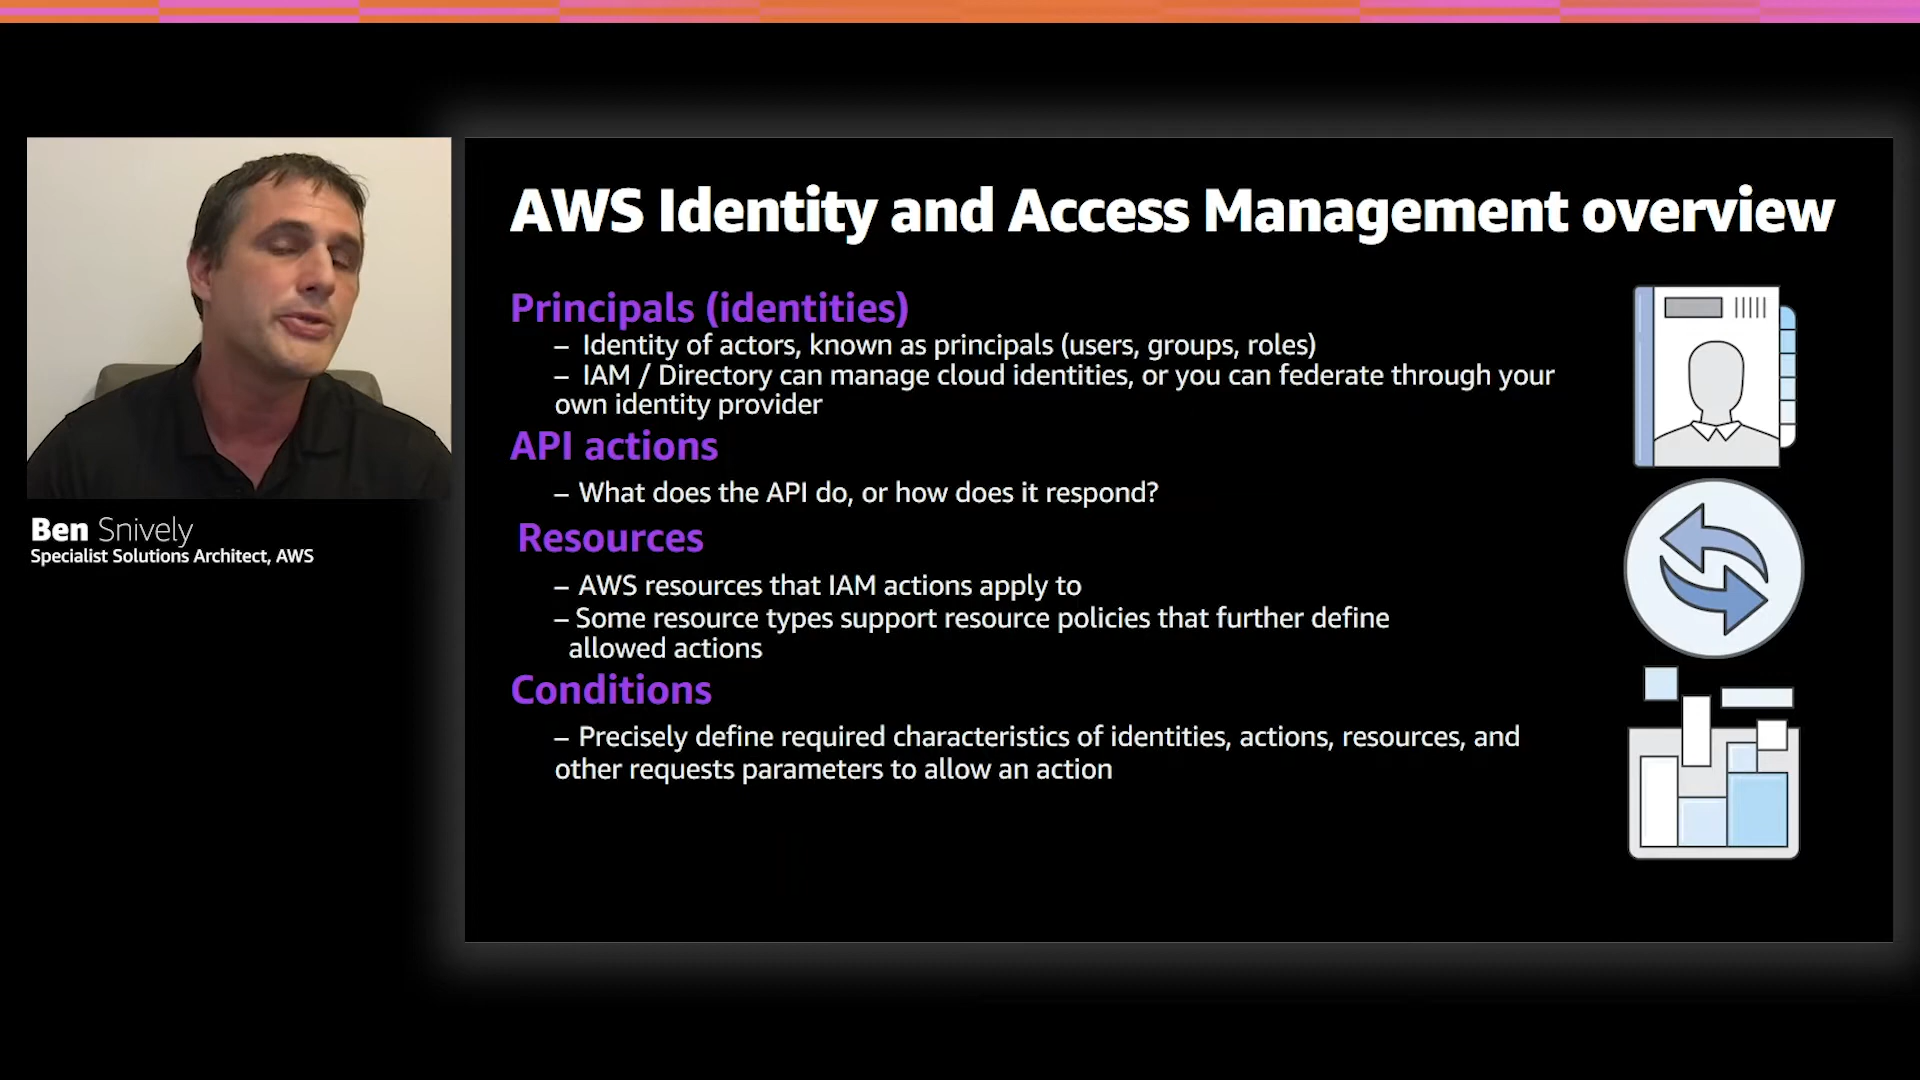 AWS Identity and Access Management overview
Principals (identities)
– Identity of actors, known as principals (users, groups, roles)
– IAM / Directory can manage cloud identities, or you can federate through your
own identity provider
API actions
– What does the API do, or how does it respond?
Resources
– AWS resources that IAM actions apply to
– Some resource types support resource policies that further define
allowed actions
Conditions
– Precisely define required characteristics of identities, actions, resources, and
other requests parameters to allow an action
Ben Snively
Specialist Solutions Architect, AWS